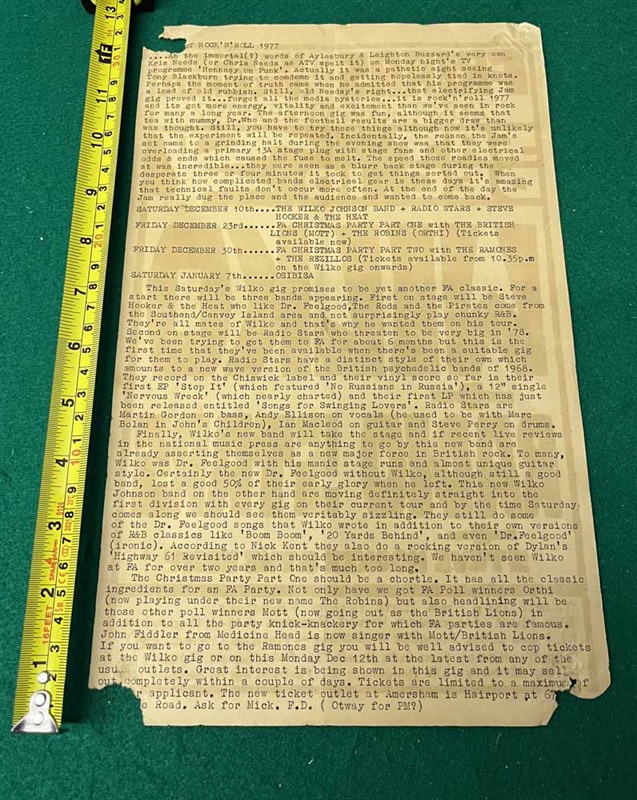 ROCK'N'ROLL 1977
....In the immortal(?) words of Aylesbury & Leighton Buzzard's very own
Kris Needs (or Chris Needs as ATV spelt it) on Monday night's TV
programme 'Hennessy on Punk'. Actually it was a pathetic sight seeing
Tony Blackburn trying to condemn it and getting hopelessly tied in knots.
Perhaps the moment of truth came when he admitted that his programme was
a load of old rubbish. Still, old Needsy's right...that electrifying Jam
gig proved it...forget all the media hysteries...it is rock'n'roll 1977
and its got more energy, vitality and excitement than we've seen in rock
for many a long year. The afternoon gig was fun, although it seems that
tea with mummy, Dr.Who and the football results are a bigger draw than
was thought. Still, you have to try these things although now it's unlikely
that the experiment will be repeated. Incidentally, the reason the Jam's
set came to a grinding halt during the evening show was that they were
overloading a primary 13A stage plug with stage fans and other electrical
odds & ends which caused the fuse to melt. The speed those roadies moved
at was incredible...they were seen as a blurr back stage during the
desperate three or four minutes it took to get things sorted out. When
you think how complicated bands electrical gear is these days it's amazing
that technical faults don't occur more often. At the end of the day the
Jam really dug the place and the audience and wanted to come back.
SATURDAY DECEMBER 10th.....THE WILKO JOHNSON BAND + RADIO STARS + STEVE
HOOKER & THE HEAT
FRIDAY DECEMBER 23rd......FA CHRISTMAS PARTY PART ONE with THE BRITISH
LIONS (MOTT) + THE ROBINS (ORTHI) (Tickets
available now)
FRIDAY DECEMBER 30th......FA CHRISTMAS PARTY PART TWO with THE RAMONES
+ THE REZILLOS (Tickets available from 10.35p.m
on the Wilko gig onwards)
SATURDAY JANUARY 7th.....OSIBISA
This Saturday's Wilko gig promises to be yet another FA classic. For a
start there will be three bands appearing. First on stage will be Steve
Hooker & the Heat who like Dr. Feelgood,The Rods and the Pirates come from
the Southend/Canvey Island area and not surprisingly play chunky R&B.
They're all mates of Wilko and that's why he wanted them on his tour.
Second on stage will be Radio Stars who threaten to be very big in '78.
We've been trying to get them to FA for about 6 months but this is the
first time that they've been available when there's been a suitable gig
for them to play. Radio Stars have a distinct style of their own which
amounts to a new wave version of the British psychedelic bands of 1968.
They record on the Chiswick label and their vinyl score so far is their
first EP 'Stop It' (which featured 'No Russians in Russia'), a 12" single
'Nervous Wreck' (which nearly charted) and their first LP which has just
been released entitled 'Songs for Swinging Lovers'. Radio Stars are
Martin Gordon on bass, Andy Ellison on vocals (he used to be with Marc
Bolan in John's Children), Ian Macleod on guitar and Steve Perry on drums.
Finally, Wilko's new band will take the stage and if recent live reviews
in the national music press are anything to go by this new band are
already asserting themselves as a new major force in British rock. To many,
Wilko was Dr. Feelgood with his manic stage runs and almost unique guitar
style. Certainly the new Dr. Feelgood without Wilko, although still a good
band, lost a good 50% of their early glory when he left. This new Wilko
Johnson band on the other hand are moving definitely straight into the
first division with every gig on their current tour and by the time Saturday
comes along we should see them veritably sizzling. They still do some
of the Dr. Feelgood songs that Wilko wrote in addition to their own versions
of R&B classics like 'Boom Boom', '20 Yards Behind', and even 'Dr.Feelgood'
(ironic). According to Nick Kent they also do a rocking version of Dylan's
'Highway 61 Revisited' which should be interesting. We haven't seen Wilko
at FA for over two years and that's much too long.
The Christmas Party Part One should be a chortle. It has all the classic
ingredients for an FA Party. Not only have we got FA Poll winners Orthi
(now playing under their new name The Robins) but also headlining will be
those other poll winners Mott (now going out as the British Lions) in
addition to all the party knick-knackery for which FA parties are famous.
John Fiddler from Medicine Head is now singer with Mott/British Lions.
If you want to go to the Ramones gig you will be well advised to cop tickets
at the Wilko gig or on this Monday Dec 12th at the latest from any of the
usual outlets. Great interest is being shown in this gig and it may sell
out completely within a couple of days. Tickets are limited to a maximum of
applicant. The new ticket outlet at Amersham is Hairport at
Road. Ask for Mick. F.D. ( Otway for PM?)